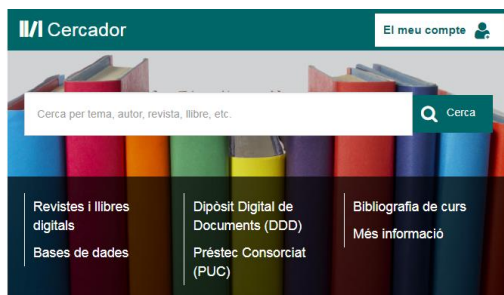 Cercador
El meu compte
Cerca per tema, autor, revista, llibre, etc.
Cerca
Revistes i llibres
digitals
Bases de dades
Dipòsit Digital de
Documents (DDD)
Préstec Consorciat
(PUC)
Bibliografia de curs
Més informació